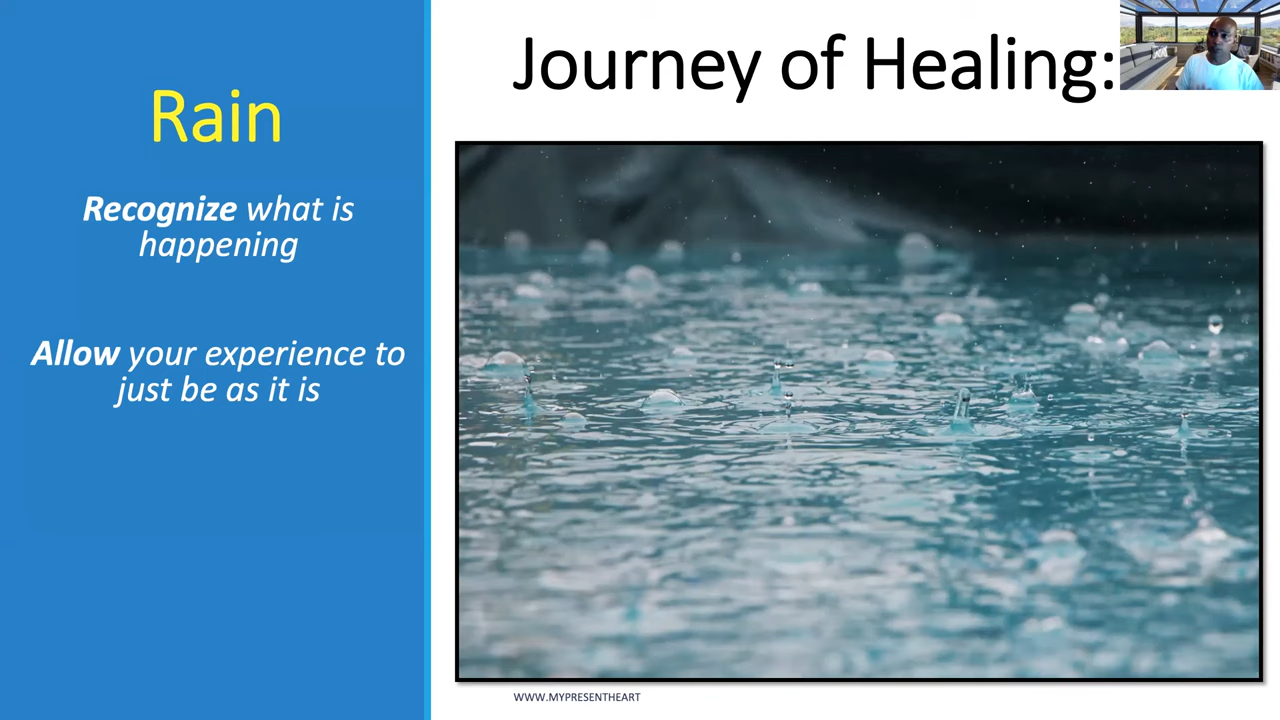 Rain
Recognize what is
happening
Allow your experience to
just be as it is
Journey of Healing:
WWW.MYPRESENTHEART